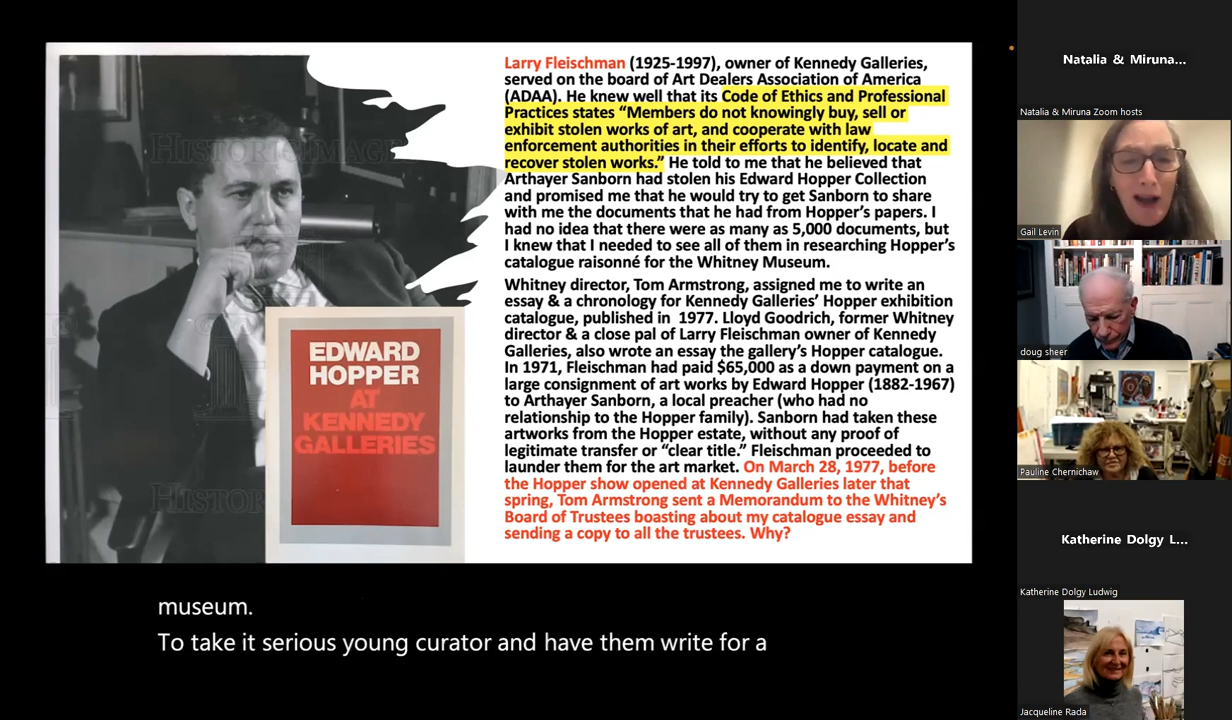 Larry Fleischman (1925-1997), owner of Kennedy Galleries,
served on the board of Art Dealers Association of America
(ADAA). He knew well that its Code of Ethics and Professional
Practices states “Members do not knowingly buy, sell or
exhibit stolen works of art, and cooperate with law
enforcement authorities in their efforts to identify, locate and
recover stolen works.” He told to me that he believed that
Arthayer Sanborn had stolen his Edward Hopper Collection
and promised me that he would try to get Sanborn to share
with me the documents that he had from Hopper’s papers. I
had no idea that there were as many as 5,000 documents, but
I knew that I needed to see all of them in researching Hopper’s
catalogue raisonné for the Whitney Museum.
Whitney director, Tom Armstrong, assigned me to write an
essay & a chronology for Kennedy Galleries’ Hopper exhibition
catalogue, published in 1977. Lloyd Goodrich, former Whitney
director & a close pal of Larry Fleischman owner of Kennedy
Galleries, also wrote an essay the gallery’s Hopper catalogue.
In 1971, Fleischman had paid $65,000 as a down payment on a
large consignment of art works by Edward Hopper (1882-1967)
to Arthayer Sanborn, a local preacher (who had no
relationship to the Hopper family). Sanborn had taken these
artworks from the Hopper estate, without any proof of
legitimate transfer or “clear title.” Fleischman proceeded to
launder them for the art market. On March 28, 1977, before
the Hopper show opened at Kennedy Galleries later that
spring, Tom Armstrong sent a Memorandum to the Whitney’s
Board of Trustees boasting about my catalogue essay and
sending a copy to all the trustees. Why?
EDWARD
HOPPER
AT
KENNEDY
GALLERIES
museum.
To take it serious young curator and have them write for a
Natalia & Miruna...
Natalia & Miruna Zoom hosts
Gail Levin
doug sheer
Pauline Chernichaw
Katherine Dolgy L...
Katherine Dolgy Ludwig
Jacqueline Rada